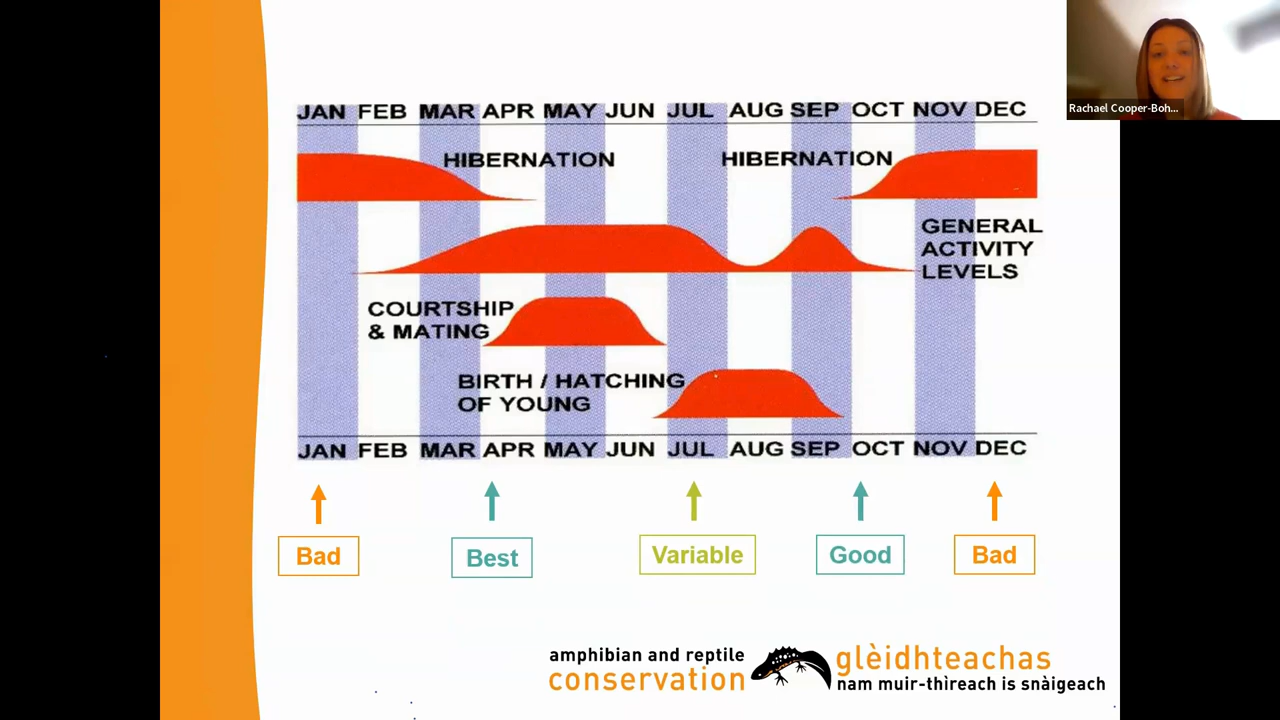 Rachael Cooper-Boh...
JAN FEB MAR APR MAY JUN JUL AUG SEP OCT NOV DEC
HIBERNATION HIBERNATION
GENERAL
ACTIVITY
LEVELS
COURTSHIP
& MATING
BIRTH / HATCHING
OF YOUNG
JAN FEB MAR APR MAY JUN JUL AUG SEP OCT NOV DEC
Bad Best Variable Good Bad
amphibian and reptile
conservation
glèidhteachas
nam muir-thìreach is snàigeach